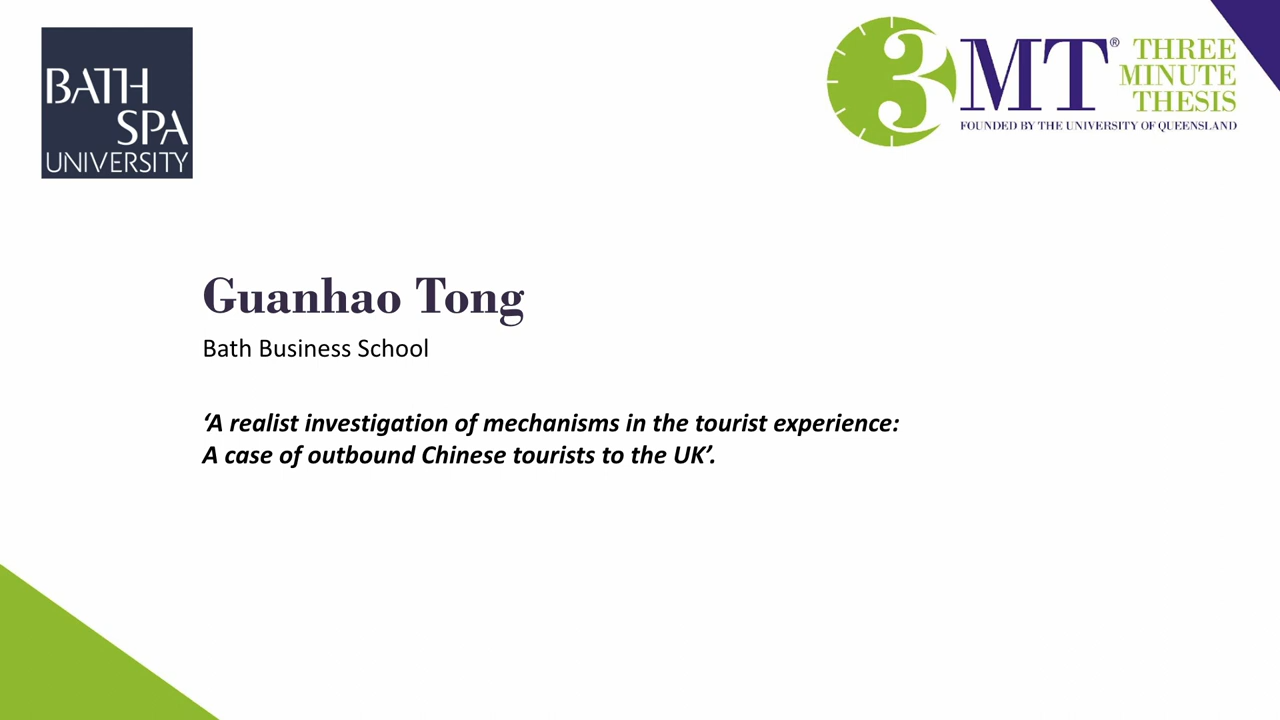 BATH
SPA
UNIVERSITY
3MT® THREE
MINUTE
THESIS
FOUNDED BY THE UNIVERSITY OF QUEENSLAND
Guanhao Tong
Bath Business School
‘A realist investigation of mechanisms in the tourist experience:
A case of outbound Chinese tourists to the UK’.